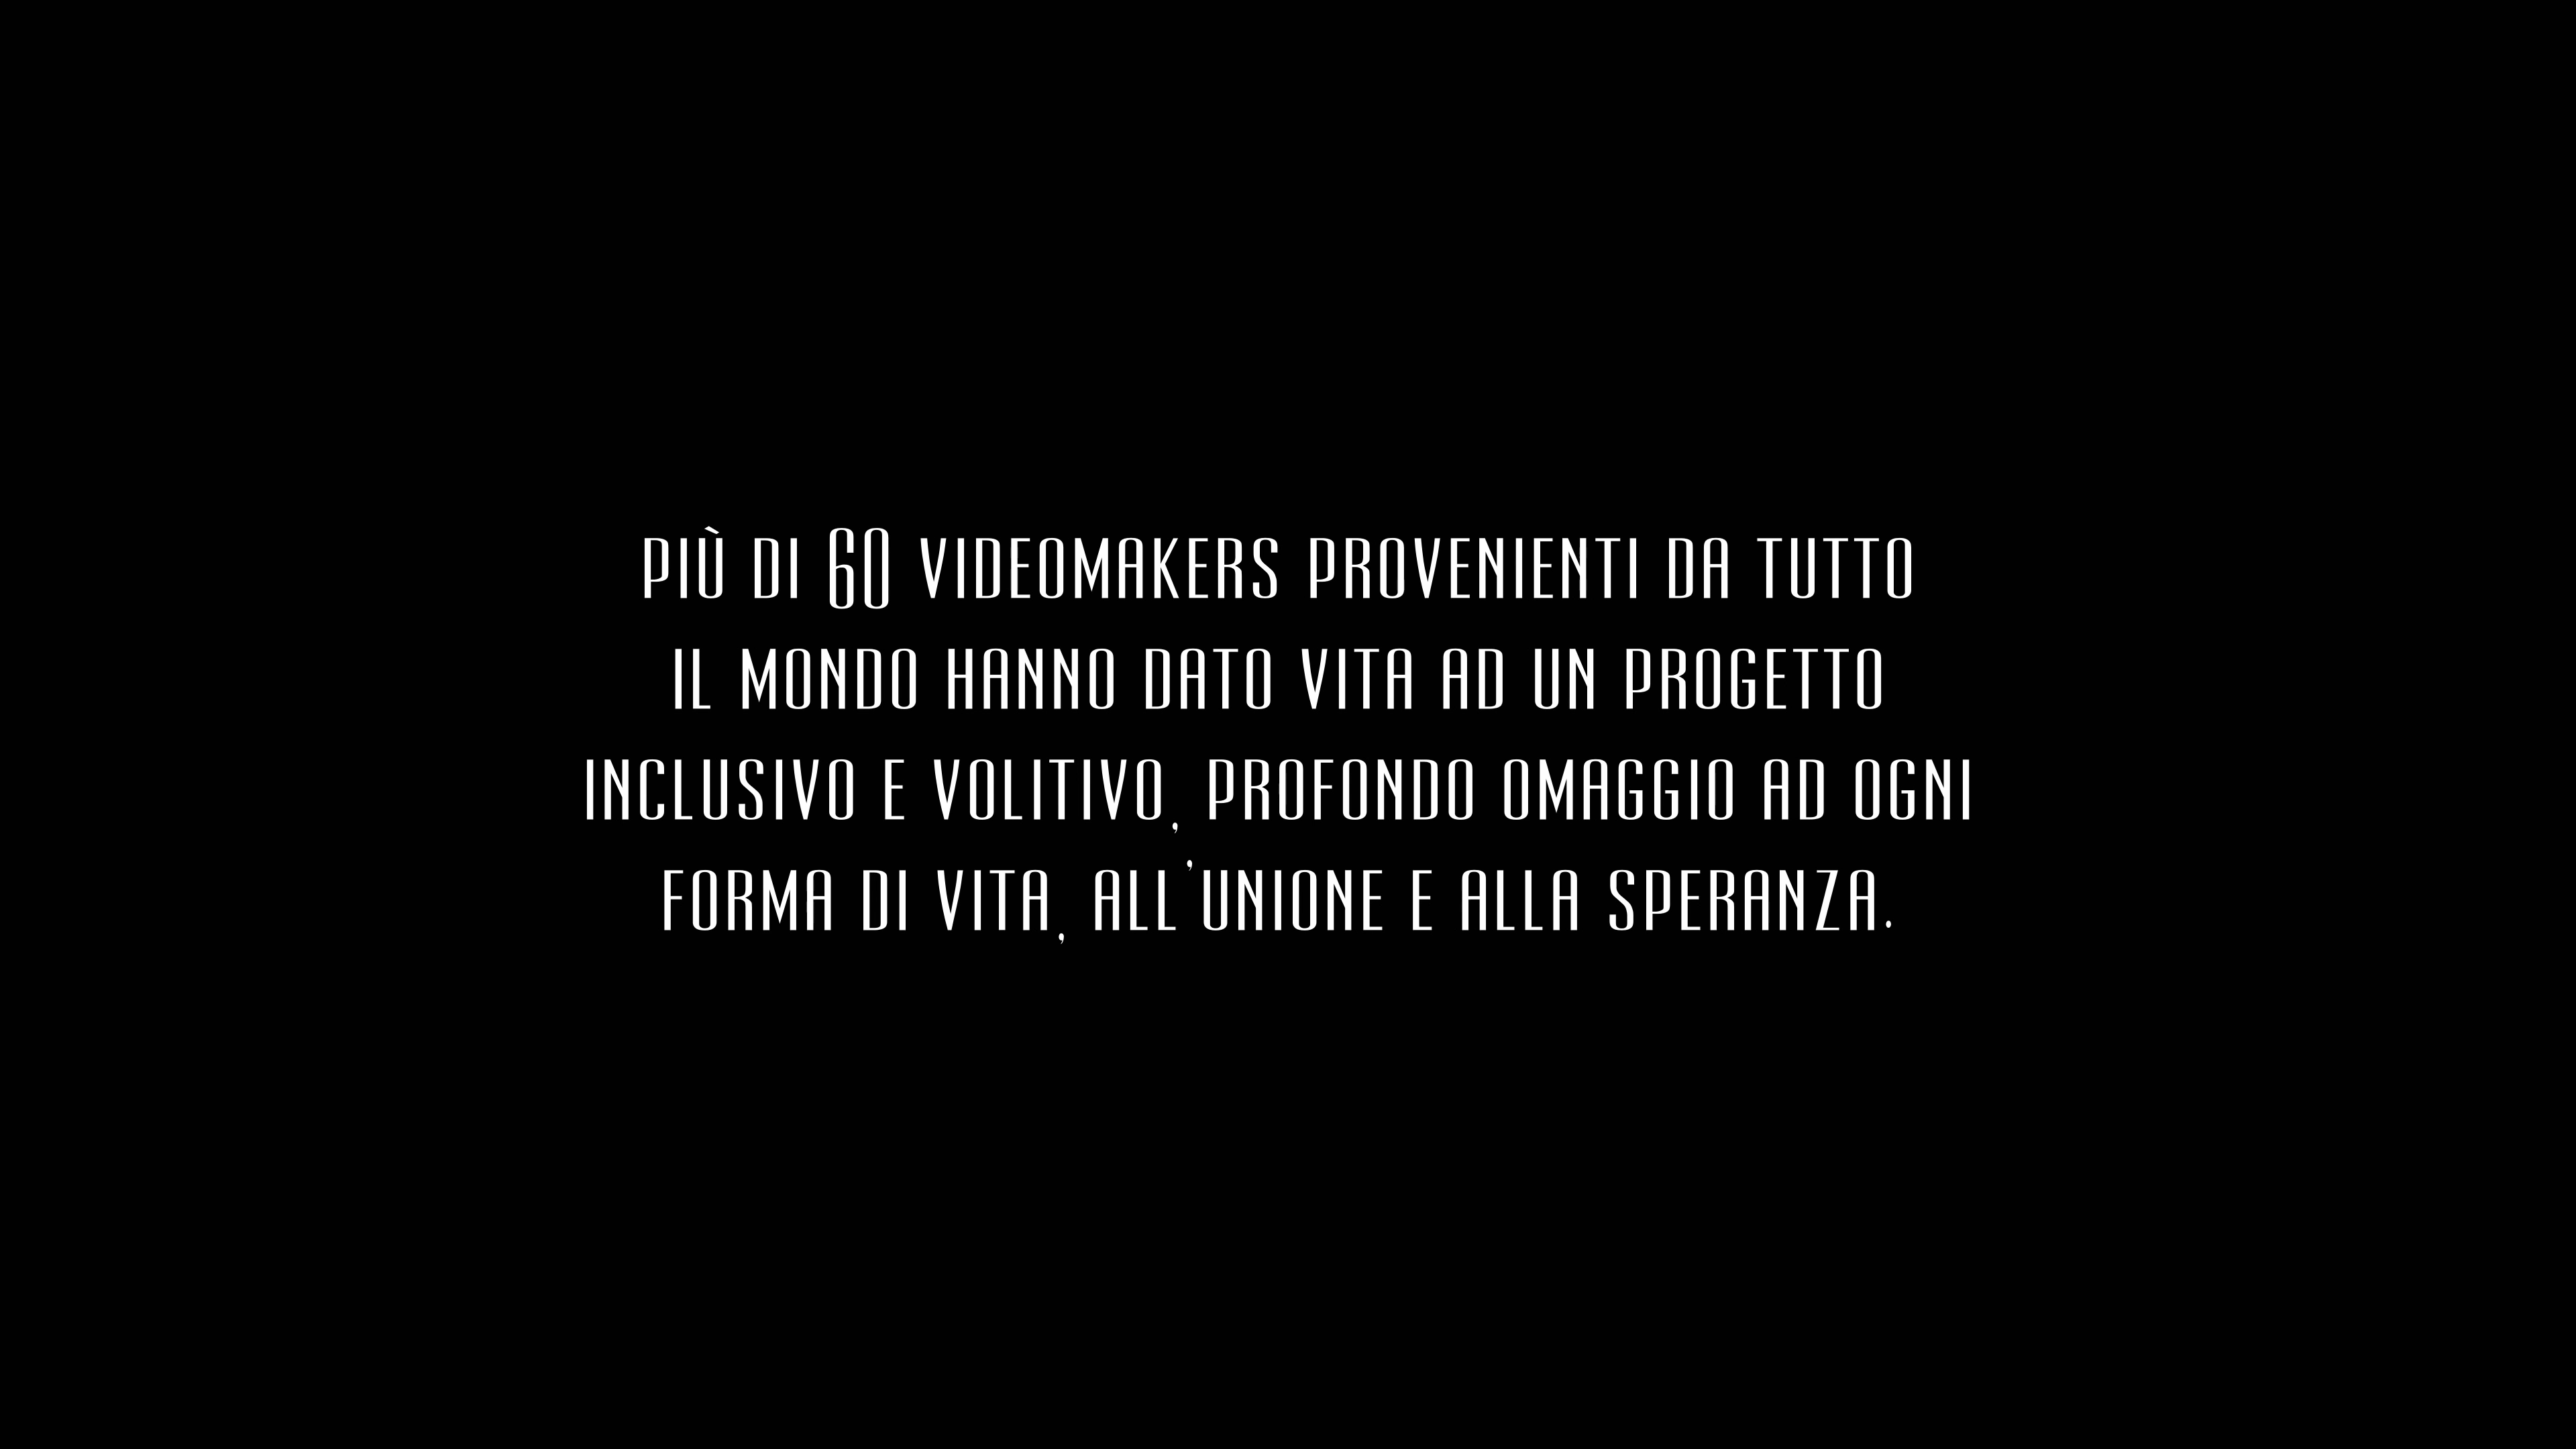 PIÙ DI 60 VIDEOMAKERS PROVENIENTI DA TUTTO
IL MONDO HANNO DATO VITA AD UN PROGETTO
INCLUSIVO E VOLITIVO, PROFONDO OMAGGIO AD OGNI
FORMA DI VITA, ALL'UNIONE E ALLA SPERANZA.